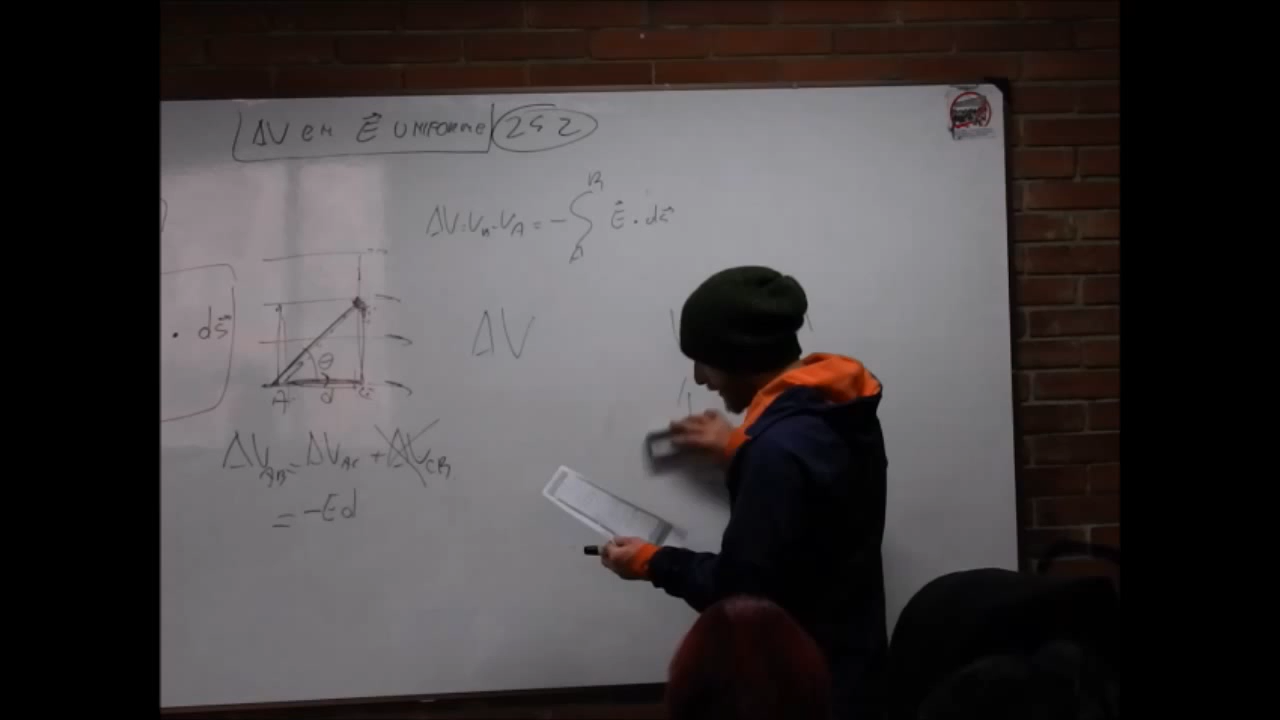 ΔV em E⃗ UNIFORME 252
ΔV = V_B - V_A = - ∫_A^B E⃗ . ds⃗
. ds⃗
θ
A d C
ΔV
ΔV_AB = ΔV_AC + ΔV_CB
= -Ed